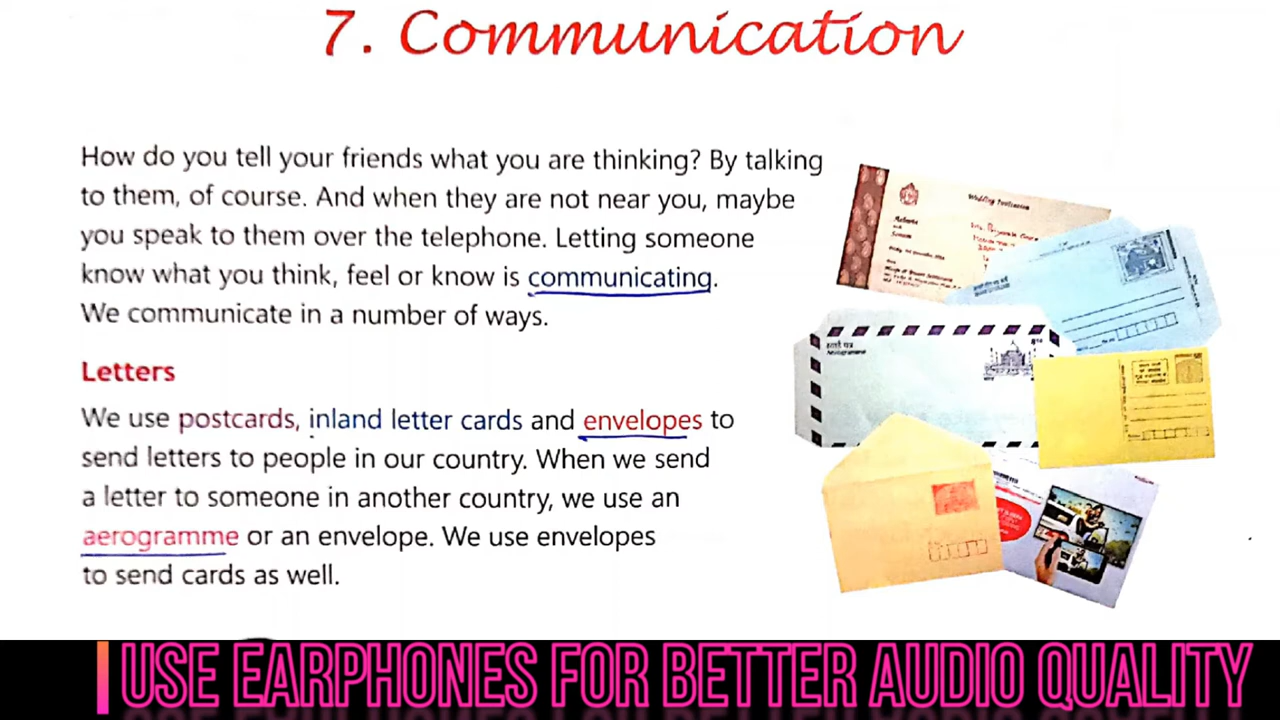 7. Communication
How do you tell your friends what you are thinking? By talking
to them, of course. And when they are not near you, maybe
you speak to them over the telephone. Letting someone
know what you think, feel or know is communicating.
We communicate in a number of ways.
Letters
We use postcards, inland letter cards and envelopes to
send letters to people in our country. When we send
a letter to someone in another country, we use an
aerogramme or an envelope. We use envelopes
to send cards as well.
Wedding Invitation
USE EARPHONES FOR BETTER AUDIO QUALITY